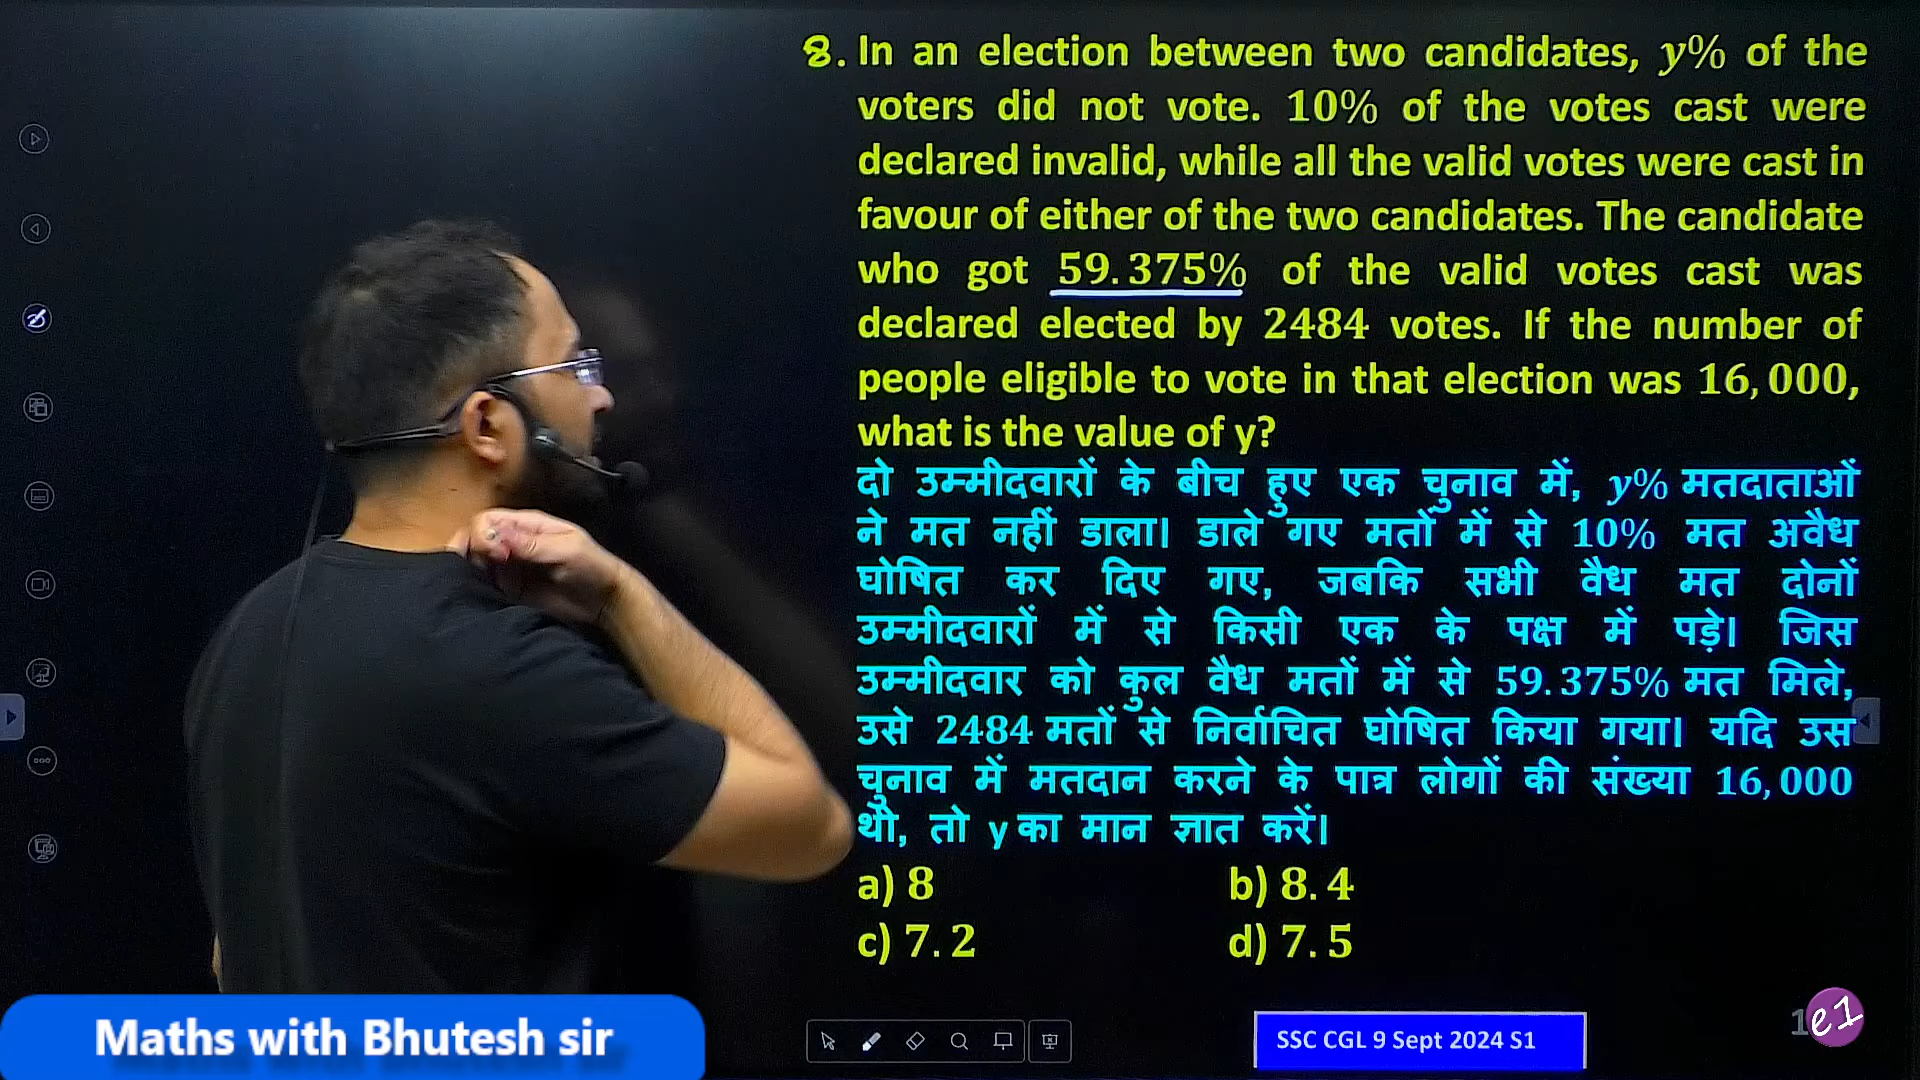 8. In an election between two candidates, y% of the
voters did not vote. 10% of the votes cast were
declared invalid, while all the valid votes were cast in
favour of either of the two candidates. The candidate
who got 59.375% of the valid votes cast was
declared elected by 2484 votes. If the number of
people eligible to vote in that election was 16,000,
what is the value of y?
दो उम्मीदवारों के बीच हुए एक चुनाव में, y% मतदाताओं
ने मत नहीं डाला। डाले गए मतों में से 10% मत अवैध
घोषित कर दिए गए, जबकि सभी वैध मत दोनों
उम्मीदवारों में से किसी एक के पक्ष में पड़े। जिस
उम्मीदवार को कुल वैध मतों में से 59.375% मत मिले,
उसे 2484 मतों से निर्वाचित घोषित किया गया। यदि उस
चुनाव में मतदान करने के पात्र लोगों की संख्या 16,000
थी, तो y का मान ज्ञात करें।
a) 8 b) 8.4
c) 7.2 d) 7.5
Maths with Bhutesh sir
SSC CGL 9 Sept 2024 S1
e1